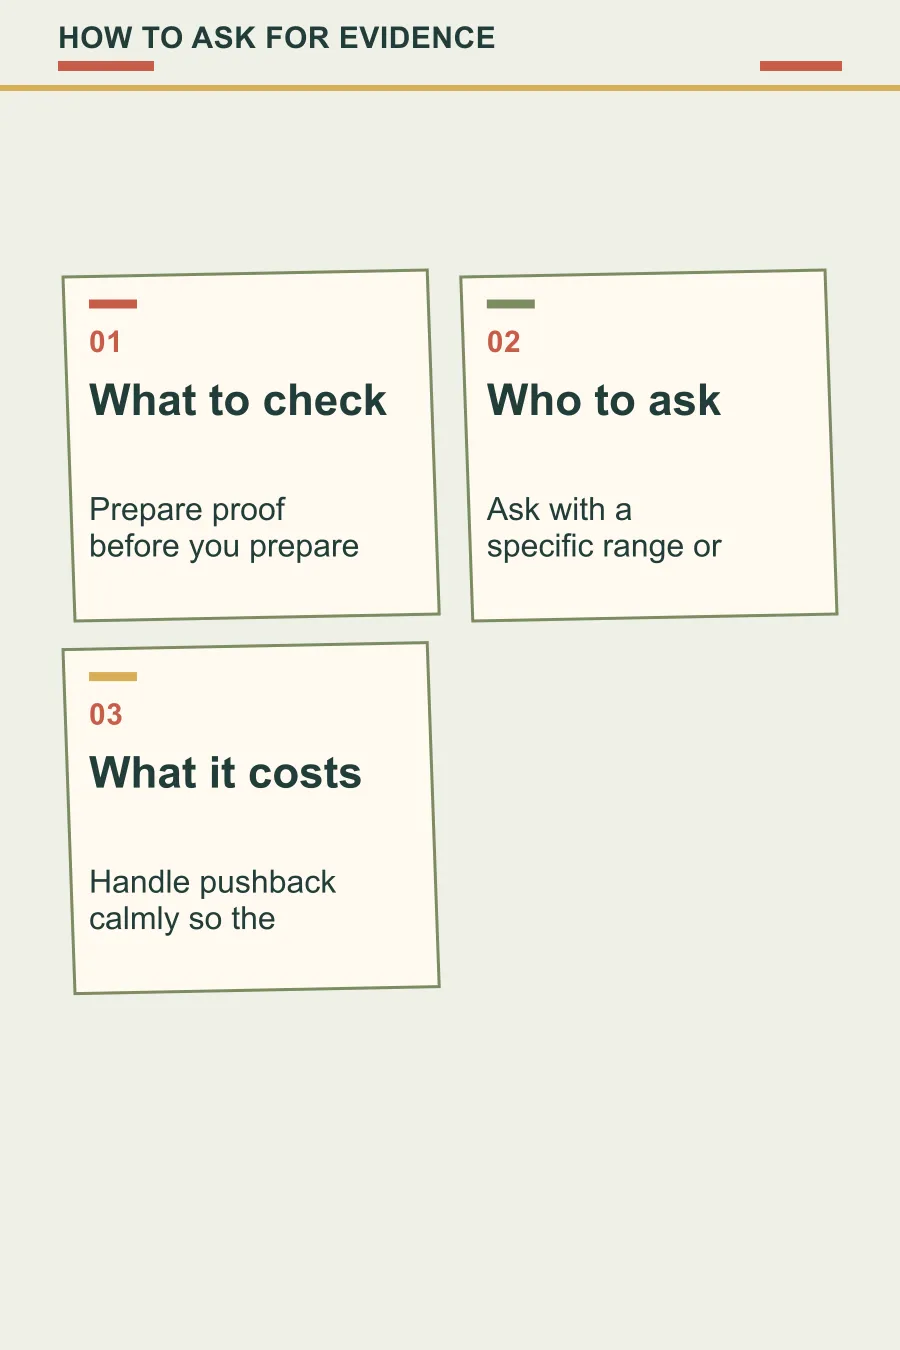 HOW TO ASK FOR EVIDENCE
01
What to check
Prepare proof
before you prepare
02
Who to ask
Ask with a
specific range or
03
What it costs
Handle pushback
calmly so the